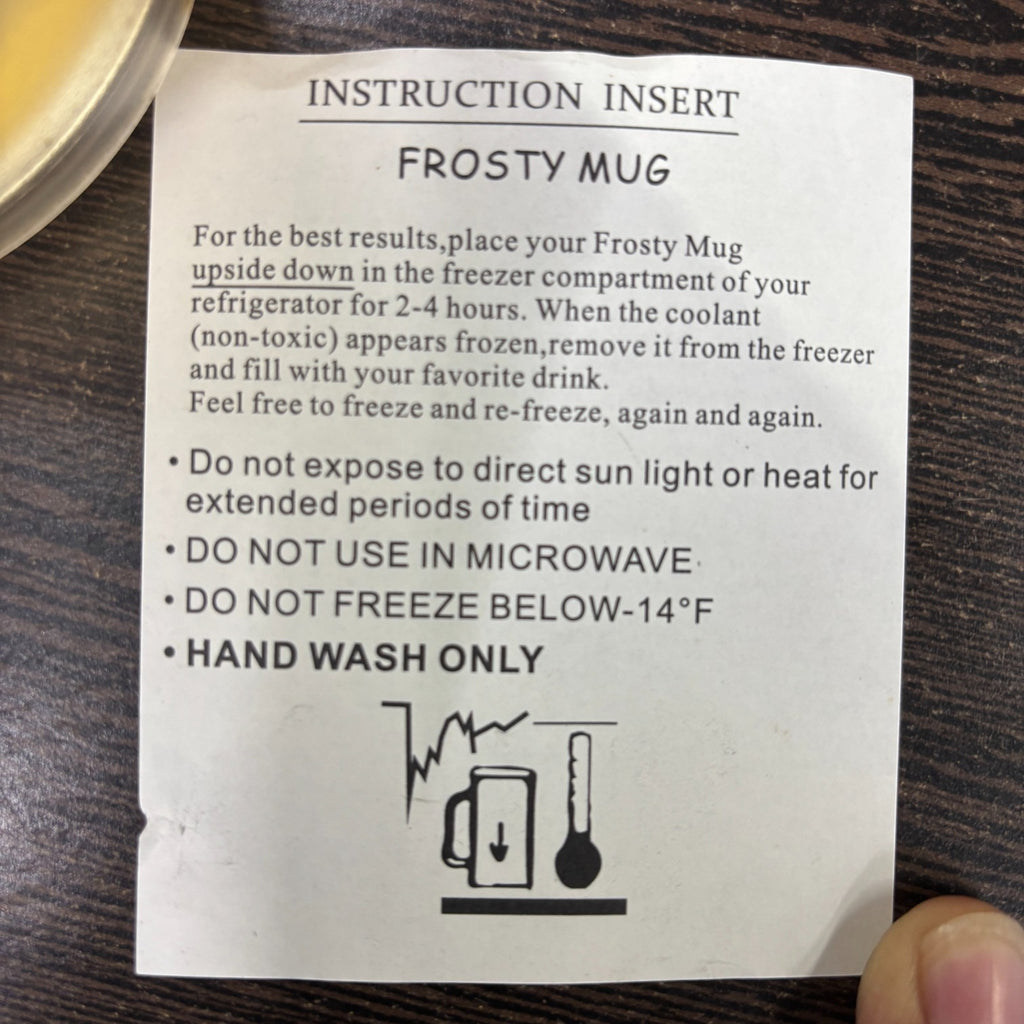 INSTRUCTION INSERT
FROSTY MUG
For the best results,place your Frosty Mug
upside down in the freezer compartment of your
refrigerator for 2-4 hours. When the coolant
(non-toxic) appears frozen,remove it from the freezer
and fill with your favorite drink.
Feel free to freeze and re-freeze, again and again.
• Do not expose to direct sun light or heat for
extended periods of time
• DO NOT USE IN MICROWAVE
• DO NOT FREEZE BELOW-14°F
• HAND WASH ONLY